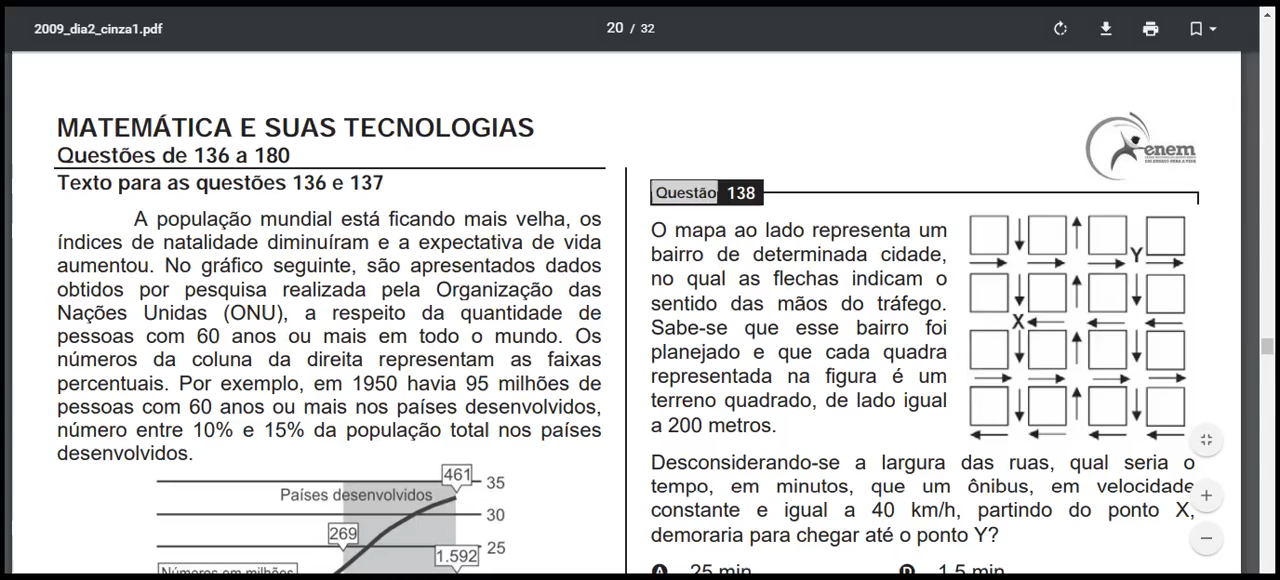 2009_dia2_cinza1.pdf
20 / 32
MATEMÁTICA E SUAS TECNOLOGIAS
Questões de 136 a 180
Texto para as questões 136 e 137
A população mundial está ficando mais velha, os
índices de natalidade diminuíram e a expectativa de vida
aumentou. No gráfico seguinte, são apresentados dados
obtidos por pesquisa realizada pela Organização das
Nações Unidas (ONU), a respeito da quantidade de
pessoas com 60 anos ou mais em todo o mundo. Os
números da coluna da direita representam as faixas
percentuais. Por exemplo, em 1950 havia 95 milhões de
pessoas com 60 anos ou mais nos países desenvolvidos,
número entre 10% e 15% da população total nos países
desenvolvidos.
461
35
Países desenvolvidos
30
269
25
1.592
Números em milhões
enem
Questão 138
O mapa ao lado representa um
bairro de determinada cidade,
no qual as flechas indicam o
sentido das mãos do tráfego.
Sabe-se que esse bairro foi
planejado e que cada quadra
representada na figura é um
terreno quadrado, de lado igual
a 200 metros.
Y
X
Desconsiderando-se a largura das ruas, qual seria o
tempo, em minutos, que um ônibus, em velocidade
constante e igual a 40 km/h, partindo do ponto X,
demoraria para chegar até o ponto Y?
A 25 min
D 1,5 min